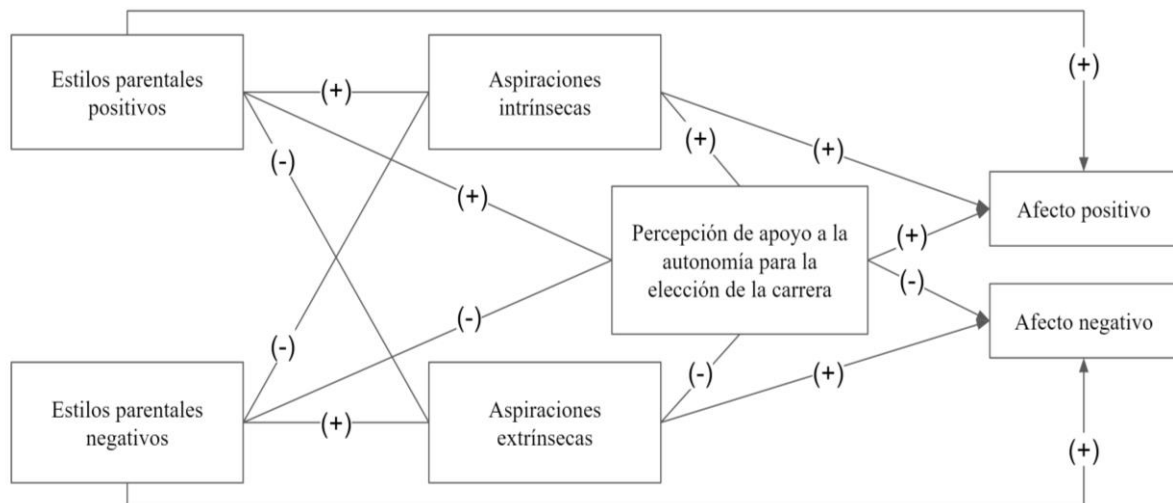 (+)
Estilos parentales
positivos
(+)
Aspiraciones
intrínsecas
(+)
(+)
(-)
(+)
Percepción de apoyo a la
autonomía para la
elección de la carrera
(+)
Afecto positivo
(-)
(-)
(-)
Afecto negativo
(-)
(+)
Estilos parentales
negativos
(+)
Aspiraciones
extrínsecas
(+)